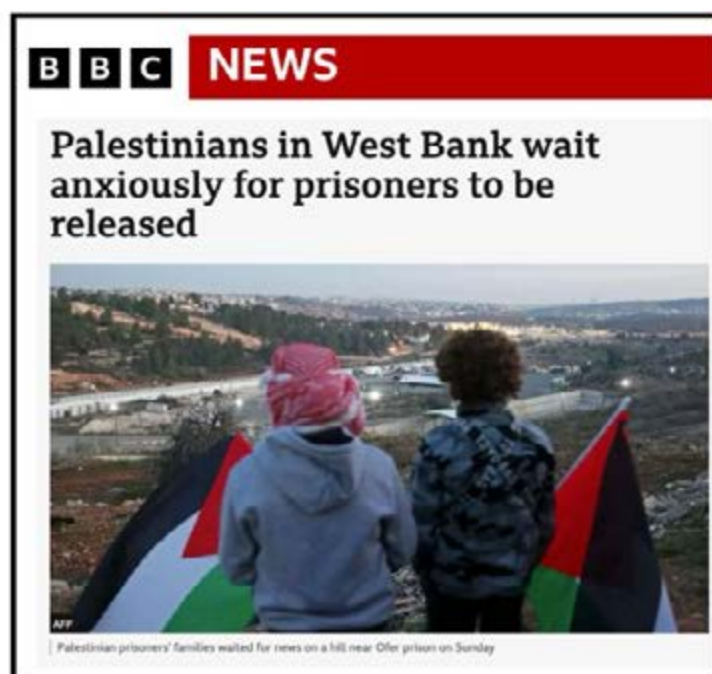 BBC NEWS
Palestinians in West Bank wait
anxiously for prisoners to be
released
AFP
Palestinian prisoners' families waited for news on a hill near Ofer prison on Sunday